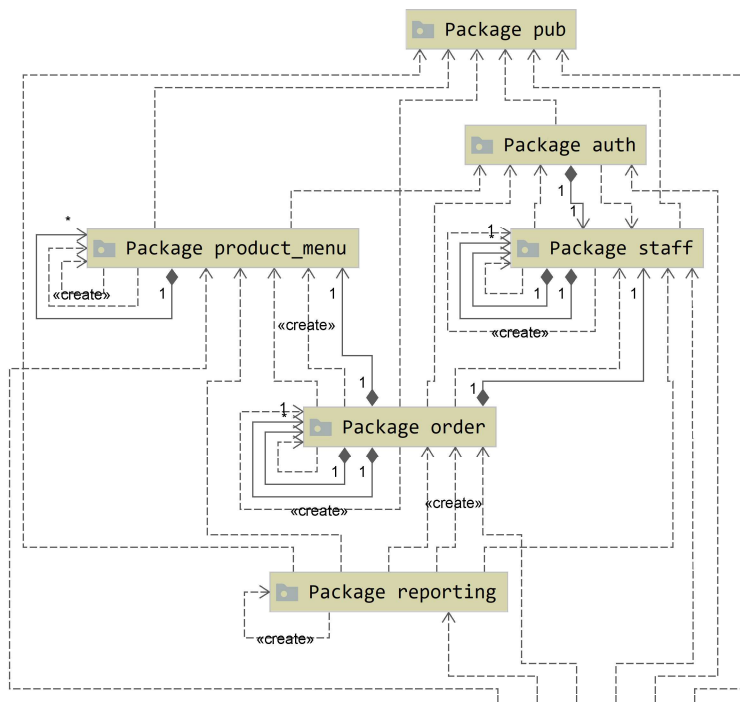 Package pub
Package auth
1
1
*
1
*
Package product_menu
Package staff
«create»
1
1
1
1
1
«create»
«create»
1
1
1
*
Package order
1
1
«create»
«create»
Package reporting
«create»